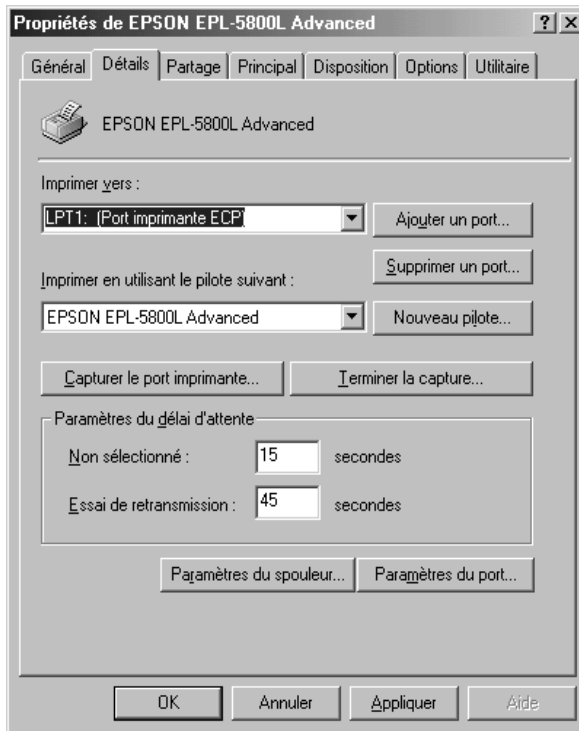 Propriétés de EPSON EPL-5800L Advanced
Général Détails Partage Principal Disposition Options Utilitaire
EPSON EPL-5800L Advanced
Imprimer vers :
LPT1: (Port imprimante ECP)
Ajouter un port...
Supprimer un port...
Imprimer en utilisant le pilote suivant :
EPSON EPL-5800L Advanced
Nouveau pilote...
Capturer le port imprimante... Terminer la capture...
Paramètres du délai d'attente
Non sélectionné : 15 secondes
Essai de retransmission : 45 secondes
Paramètres du spouleur... Paramètres du port...
OK Annuler Appliquer Aide